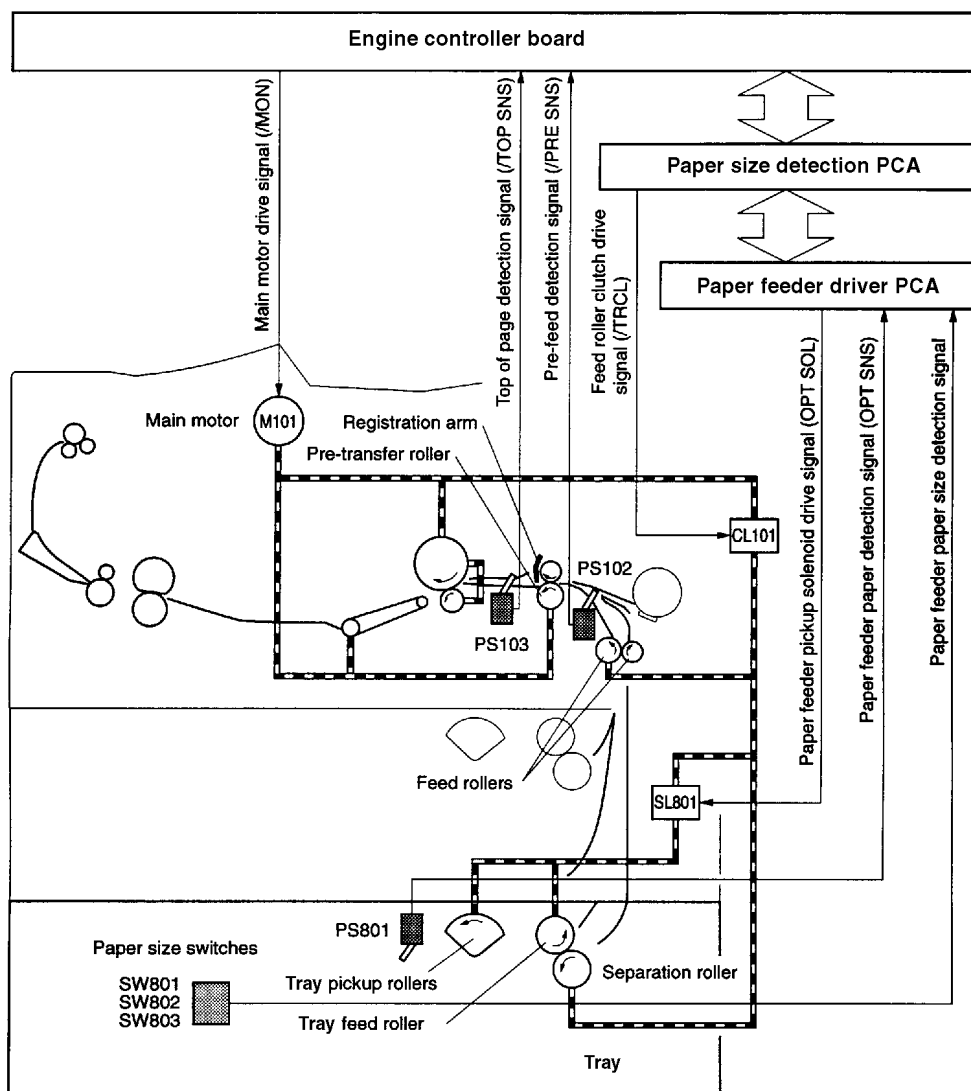 Engine controller board
Main motor drive signal (/MON)
Top of page detection signal (/TOP SNS)
Pre-feed detection signal (/PRE SNS)
Paper size detection PCA
Feed roller clutch drive
signal (/TRCL)
Paper feeder driver PCA
Paper feeder pickup solenoid drive signal (OPT SOL)
Paper feeder paper detection signal (OPT SNS)
Paper feeder paper size detection signal
Main motor
M101
Registration arm
Pre-transfer roller
CL101
PS102
PS103
Feed rollers
SL801
PS801
Paper size switches
SW801
SW802
SW803
Tray pickup rollers
Separation roller
Tray feed roller
Tray